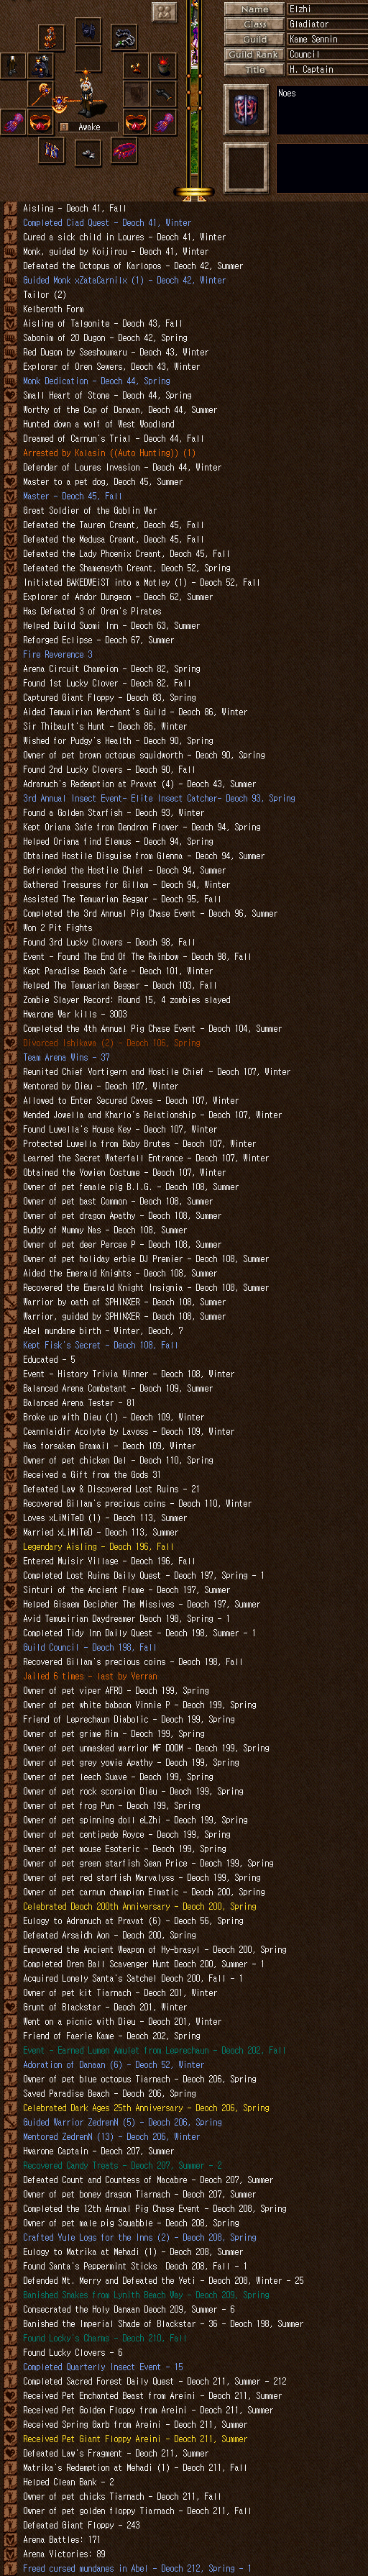 Name Elzhi
Class Gladiator
Guild Kame Sennin
Guild Rank Council
Title H. Captain
Noes
Awake
Aisling - Deoch 41, Fall
Completed Ciad Quest - Deoch 41, Winter
Cured a sick child in Loures - Deoch 41, Winter
Monk, guided by Koijirou - Deoch 41, Winter
Defeated the Octopus of Karlopos - Deoch 42, Summer
Guided Monk xZataCarnilx (1) - Deoch 42, Winter
Tailor (2)
Kelberoth Form
Aisling of Talgonite - Deoch 43, Fall
Sabonim of 20 Dugon - Deoch 42, Spring
Red Dugon by Sseshoumaru - Deoch 43, Winter
Explorer of Oren Sewers, Deoch 43, Winter
Monk Dedication - Deoch 44, Spring
Small Heart of Stone - Deoch 44, Spring
Worthy of the Cap of Danaan, Deoch 44, Summer
Hunted down a wolf of West Woodland
Dreamed of Carnun's Trial - Deoch 44, Fall
Arrested by Kalasin ((Auto Hunting)) (1)
Defender of Loures Invasion - Deoch 44, Winter
Master to a pet dog, Deoch 45, Summer
Master - Deoch 45, Fall
Great Soldier of the Goblin War
Defeated the Tauren Creant, Deoch 45, Fall
Defeated the Medusa Creant, Deoch 45, Fall
Defeated the Lady Phoenix Creant, Deoch 45, Fall
Defeated the Shamensyth Creant, Deoch 52, Spring
Initiated BAKEDWEiST into a Motley (1) - Deoch 52, Fall
Explorer of Andor Dungeon - Deoch 62, Summer
Has Defeated 3 of Oren's Pirates
Helped Build Suomi Inn - Deoch 63, Summer
Reforged Eclipse - Deoch 67, Summer
Fire Reverence 3
Arena Circuit Champion - Deoch 82, Spring
Found 1st Lucky Clover - Deoch 82, Fall
Captured Giant Floppy - Deoch 83, Spring
Aided Temuairian Merchant's Guild - Deoch 86, Winter
Sir Thibault's Hunt - Deoch 86, Winter
Wished for Pudgy's Health - Deoch 90, Spring
Owner of pet brown octopus squidworth - Deoch 90, Spring
Found 2nd Lucky Clovers - Deoch 90, Fall
Adranuch's Redemption at Pravat (4) - Deoch 43, Summer
3rd Annual Insect Event- Elite Insect Catcher- Deoch 93, Spring
Found a Golden Starfish - Deoch 93, Winter
Kept Oriana Safe from Dendron Flower - Deoch 94, Spring
Helped Oriana find Elemus - Deoch 94, Spring
Obtained Hostile Disguise from Glenna - Deoch 94, Summer
Befriended the Hostile Chief - Deoch 94, Summer
Gathered Treasures for Gillam - Deoch 94, Winter
Assisted The Temuairian Beggar - Deoch 95, Fall
Completed the 3rd Annual Pig Chase Event - Deoch 96, Summer
Won 2 Pit Fights
Found 3rd Lucky Clovers - Deoch 98, Fall
Event - Found The End Of The Rainbow - Deoch 98, Fall
Kept Paradise Beach Safe - Deoch 101, Winter
Helped The Temuairian Beggar - Deoch 103, Fall
Zombie Slayer Record: Round 15, 4 zombies slayed
Hwarone War kills - 3003
Completed the 4th Annual Pig Chase Event - Deoch 104, Summer
Divorced Ishikawa (2) - Deoch 106, Spring
Team Arena Wins - 37
Reunited Chief Vortigern and Hostile Chief - Deoch 107, Winter
Mentored by Dieu - Deoch 107, Winter
Allowed to Enter Secured Caves - Deoch 107, Winter
Mended Jowella and Kharlo's Relationship - Deoch 107, Winter
Found Luvella's House Key - Deoch 107, Winter
Protected Luwella from Baby Brutes - Deoch 107, Winter
Learned the Secret Waterfall Entrance - Deoch 107, Winter
Obtained the Yowien Costume - Deoch 107, Winter
Owner of pet female pig B.I.G. - Deoch 108, Summer
Owner of pet bast Common - Deoch 108, Summer
Owner of pet dragon Apathy - Deoch 108, Summer
Buddy of Mummy Nas - Deoch 108, Summer
Owner of pet deer Percee P - Deoch 108, Summer
Owner of pet holiday erbie DJ Premier - Deoch 108, Summer
Aided the Emerald Knights - Deoch 108, Summer
Recovered the Emerald Knight Insignia - Deoch 108, Summer
Warrior by oath of SPHINXER - Deoch 108, Summer
Warrior, guided by SPHINXER - Deoch 108, Summer
Abel mundane birth - Winter, Deoch, 7
Kept Fisk's Secret - Deoch 108, Fall
Educated - 5
Event - History Trivia Winner - Deoch 108, Winter
Balanced Arena Combatant - Deoch 109, Summer
Balanced Arena Tester - 81
Broke up with Dieu (1) - Deoch 109, Winter
Ceannlaidir Acolyte by Lavoss - Deoch 109, Winter
Has forsaken Gramail - Deoch 109, Winter
Owner of pet chicken Del - Deoch 110, Spring
Received a Gift from the Gods 31
Defeated Law & Discovered Lost Ruins - 21
Recovered Gillam's precious coins - Deoch 110, Winter
Loves xLiMiTeD (1) - Deoch 113, Summer
Married xLiMiTeD - Deoch 113, Summer
Legendary Aisling - Deoch 196, Fall
Entered Muisir Village - Deoch 196, Fall
Completed Lost Ruins Daily Quest - Deoch 197, Spring - 1
Sinturi of the Ancient Flame - Deoch 197, Summer
Helped Gisaem Decipher The Missives - Deoch 197, Summer
Avid Temuairian Daydreamer Deoch 198, Spring - 1
Completed Tidy Inn Daily Quest - Deoch 198, Summer - 1
Guild Council - Deoch 198, Fall
Recovered Gillam's precious coins - Deoch 198, Fall
Jailed 6 times - last by Verran
Owner of pet viper AFRO - Deoch 199, Spring
Owner of pet white baboon Vinnie P - Deoch 199, Spring
Friend of Leprechaun Diabolic - Deoch 199, Spring
Owner of pet grime Rim - Deoch 199, Spring
Owner of pet unmasked warrior MF DOOM - Deoch 199, Spring
Owner of pet grey yowie Apathy - Deoch 199, Spring
Owner of pet leech Suave - Deoch 199, Spring
Owner of pet rock scorpion Dieu - Deoch 199, Spring
Owner of pet frog Pun - Deoch 199, Spring
Owner of pet spinning doll eLZhi - Deoch 199, Spring
Owner of pet centipede Royce - Deoch 199, Spring
Owner of pet mouse Esoteric - Deoch 199, Spring
Owner of pet green starfish Sean Price - Deoch 199, Spring
Owner of pet red starfish Marvalyss - Deoch 199, Spring
Owner of pet carnun champion Elmatic - Deoch 200, Spring
Celebrated Deoch 200th Anniversary - Deoch 200, Spring
Eulogy to Adranuch at Pravat (6) - Deoch 56, Spring
Defeated Arsaidh Aon - Deoch 200, Spring
Empowered the Ancient Weapon of Hy-brasyl - Deoch 200, Spring
Completed Oren Ball Scavenger Hunt Deoch 200, Summer - 1
Acquired Lonely Santa's Satchel Deoch 200, Fall - 1
Owner of pet kit Tiarnach - Deoch 201, Winter
Grunt of Blackstar - Deoch 201, Winter
Went on a picnic with Dieu - Deoch 201, Winter
Friend of Faerie Kame - Deoch 202, Spring
Event - Earned Lumen Amulet from Leprechaun - Deoch 202, Fall
Adoration of Danaan (6) - Deoch 52, Winter
Owner of pet blue octopus Tiarnach - Deoch 206, Spring
Saved Paradise Beach - Deoch 206, Spring
Celebrated Dark Ages 25th Anniversary - Deoch 206, Spring
Guided Warrior ZedrenN (5) - Deoch 206, Spring
Mentored ZedrenN (13) - Deoch 206, Winter
Hwarone Captain - Deoch 207, Summer
Recovered Candy Treats - Deoch 207, Summer - 2
Defeated Count and Countess of Macabre - Deoch 207, Summer
Owner of pet boney dragon Tiarnach - Deoch 207, Summer
Completed the 12th Annual Pig Chase Event - Deoch 208, Spring
Owner of pet male pig Squabble - Deoch 208, Spring
Crafted Yule Logs for the Inns (2) - Deoch 208, Spring
Eulogy to Matrika at Mehadi (1) - Deoch 208, Summer
Found Santa's Peppermint Sticks Deoch 208, Fall - 1
Defended Mt. Merry and Defeated the Yeti - Deoch 208, Winter - 25
Banished Snakes from Lynith Beach Way - Deoch 209, Spring
Consecrated the Holy Danaan Deoch 209, Summer - 6
Banished the Imperial Shade of Blackstar - 36 - Deoch 198, Summer
Found Locky's Charms - Deoch 210, Fall
Found Lucky Clovers - 6
Completed Quarterly Insect Event - 15
Completed Sacred Forest Daily Quest - Deoch 211, Summer - 212
Received Pet Enchanted Beast from Areini - Deoch 211, Summer
Received Pet Golden Floppy from Areini - Deoch 211, Summer
Received Spring Garb from Areini - Deoch 211, Summer
Received Pet Giant Floppy Areini - Deoch 211, Summer
Defeated Law's Fragment - Deoch 211, Summer
Matrika's Redemption at Mehadi (1) - Deoch 211, Fall
Helped Clean Bank - 2
Owner of pet chicks Tiarnach - Deoch 211, Fall
Owner of pet golden floppy Tiarnach - Deoch 211, Fall
Defeated Giant Floppy - 243
Arena Battles: 171
Arena Victories: 89
Freed cursed mundanes in Abel - Deoch 212, Spring - 1